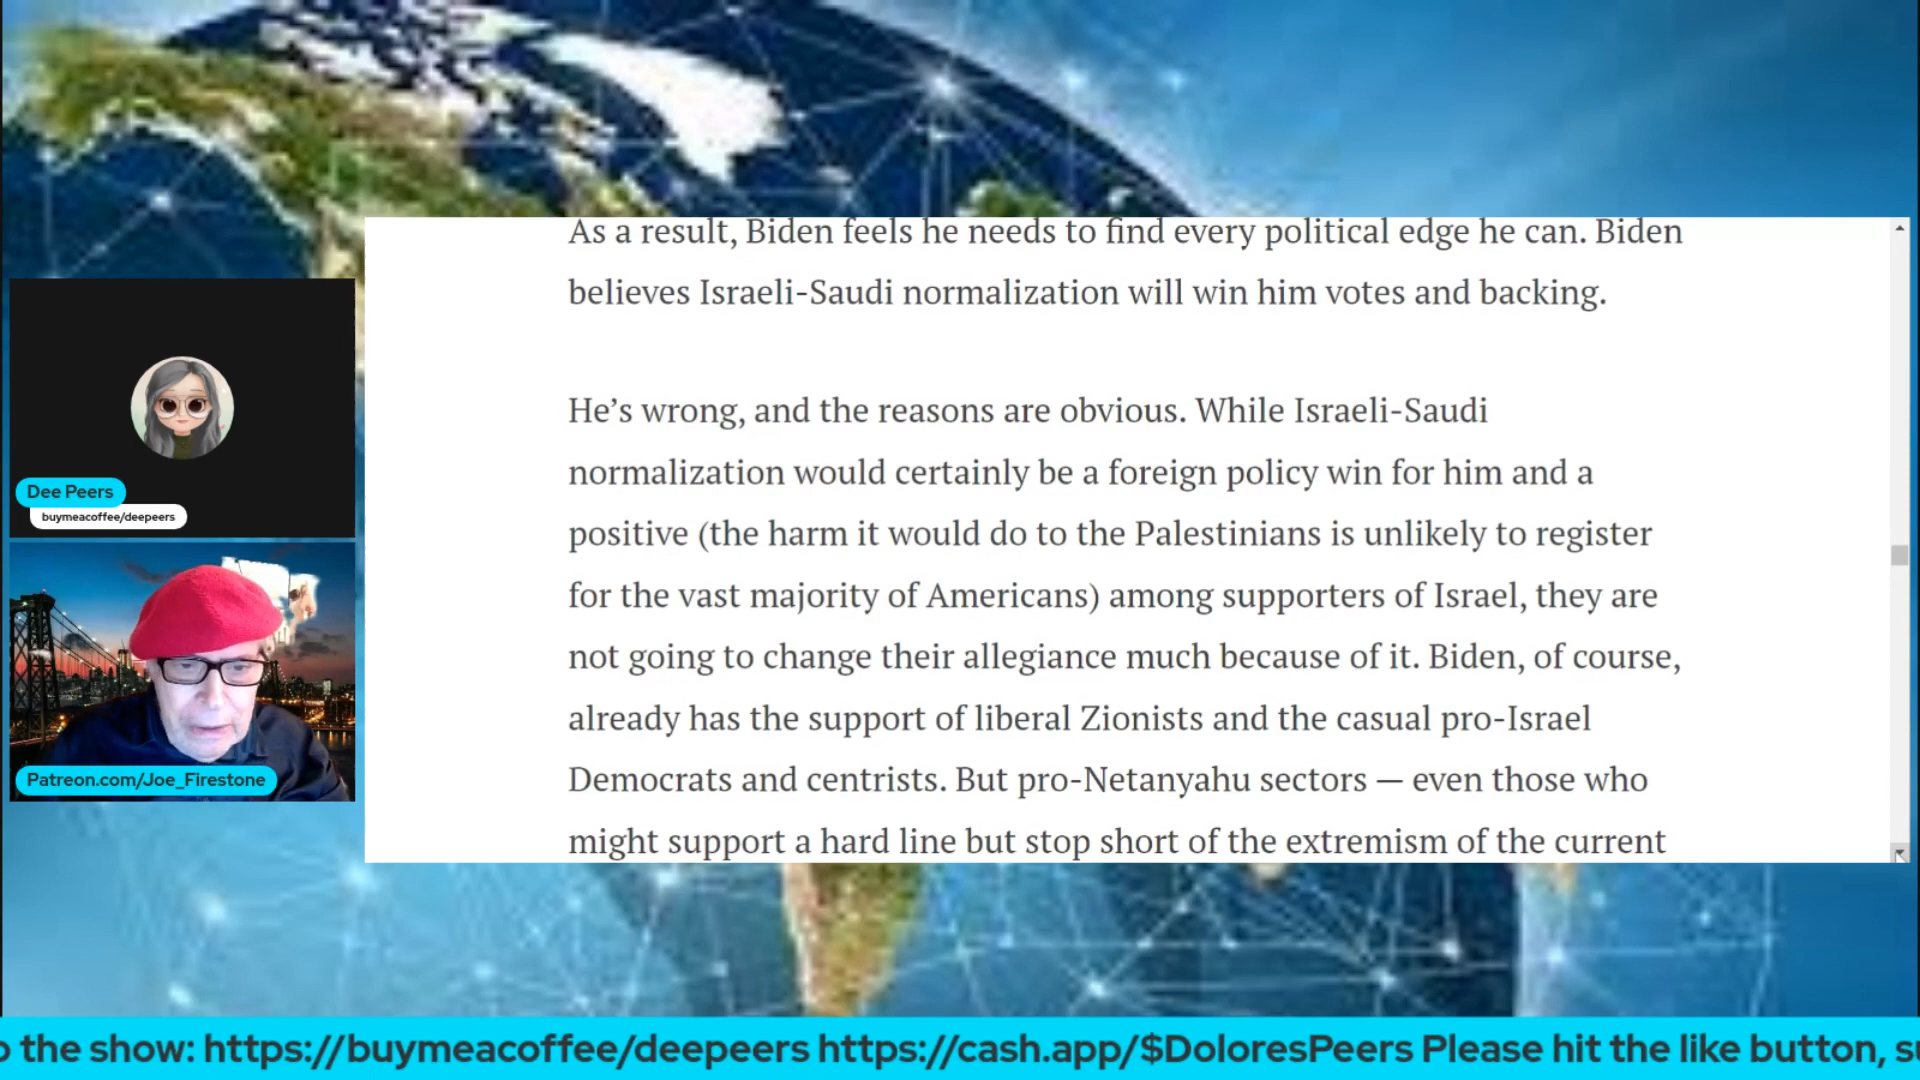 As a result, Biden feels he needs to find every political edge he can. Biden
believes Israeli-Saudi normalization will win him votes and backing.
He’s wrong, and the reasons are obvious. While Israeli-Saudi
normalization would certainly be a foreign policy win for him and a
positive (the harm it would do to the Palestinians is unlikely to register
for the vast majority of Americans) among supporters of Israel, they are
not going to change their allegiance much because of it. Biden, of course,
already has the support of liberal Zionists and the casual pro-Israel
Democrats and centrists. But pro-Netanyahu sectors — even those who
might support a hard line but stop short of the extremism of the current
Dee Peers
buymeacoffee/deepeers
Patreon.com/Joe_Firestone
the show: https://buymeacoffee/deepeers https://cash.app/$DoloresPeers Please hit the like button,